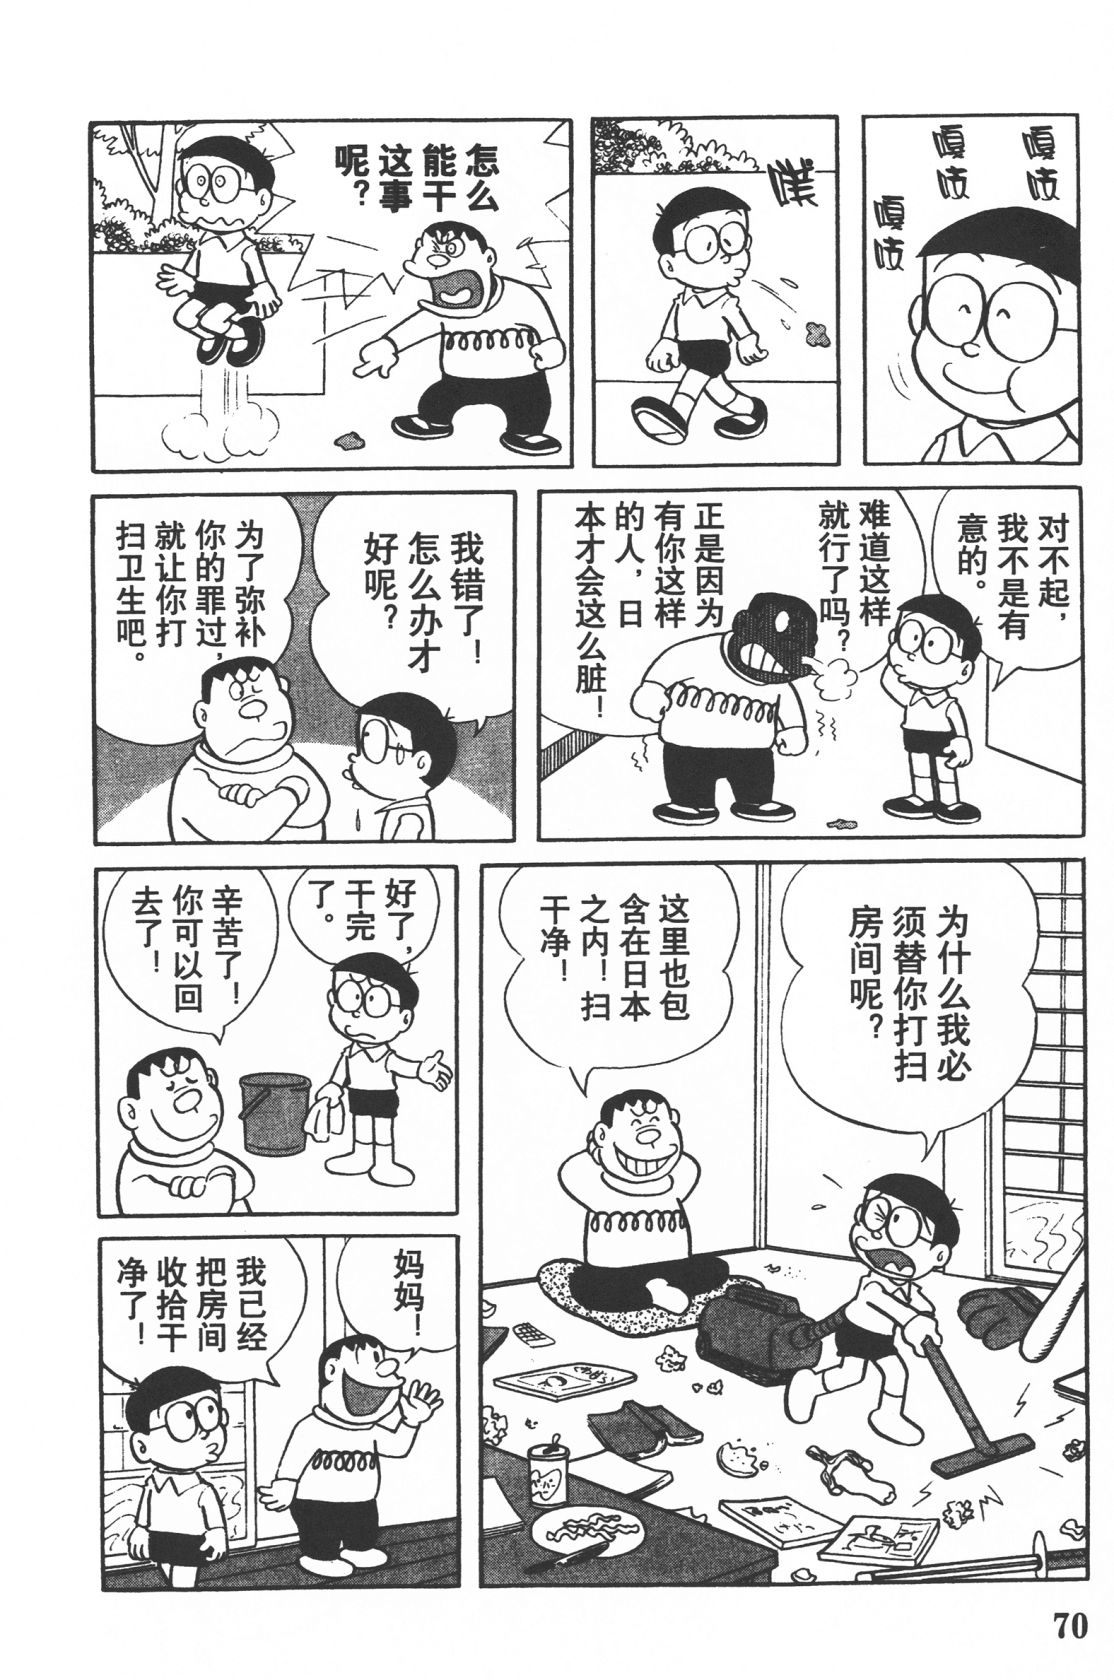 嘎吱
嘎吱
嘎吱
噗
怎么
能干
这事
呢？
对不起，
我不是有
意的。
难道这样
就行了吗？
正是因为
有你这样
的人，日
本才会这么脏！
我错了！
怎么办才
好呢？
为了弥补
你的罪过，
就让你打
扫卫生吧。
为什么我必
须替你打扫
房间呢？
这里也包
含在日本
之内！扫
干净！
好了，
干完
了。
辛苦了！
你可以回
去了！
妈
妈！
我已经
把房间
收拾干
净了！
70